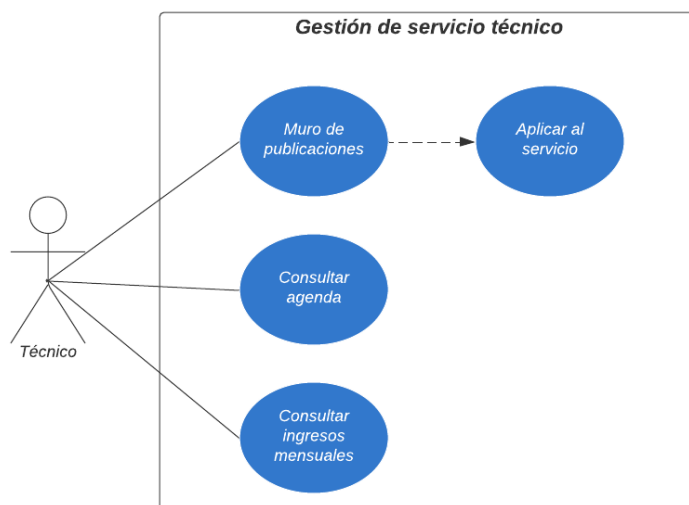 Gestión de servicio técnico
Muro de
publicaciones
Aplicar al
servicio
Consultar
agenda
Técnico
Consultar
ingresos
mensuales